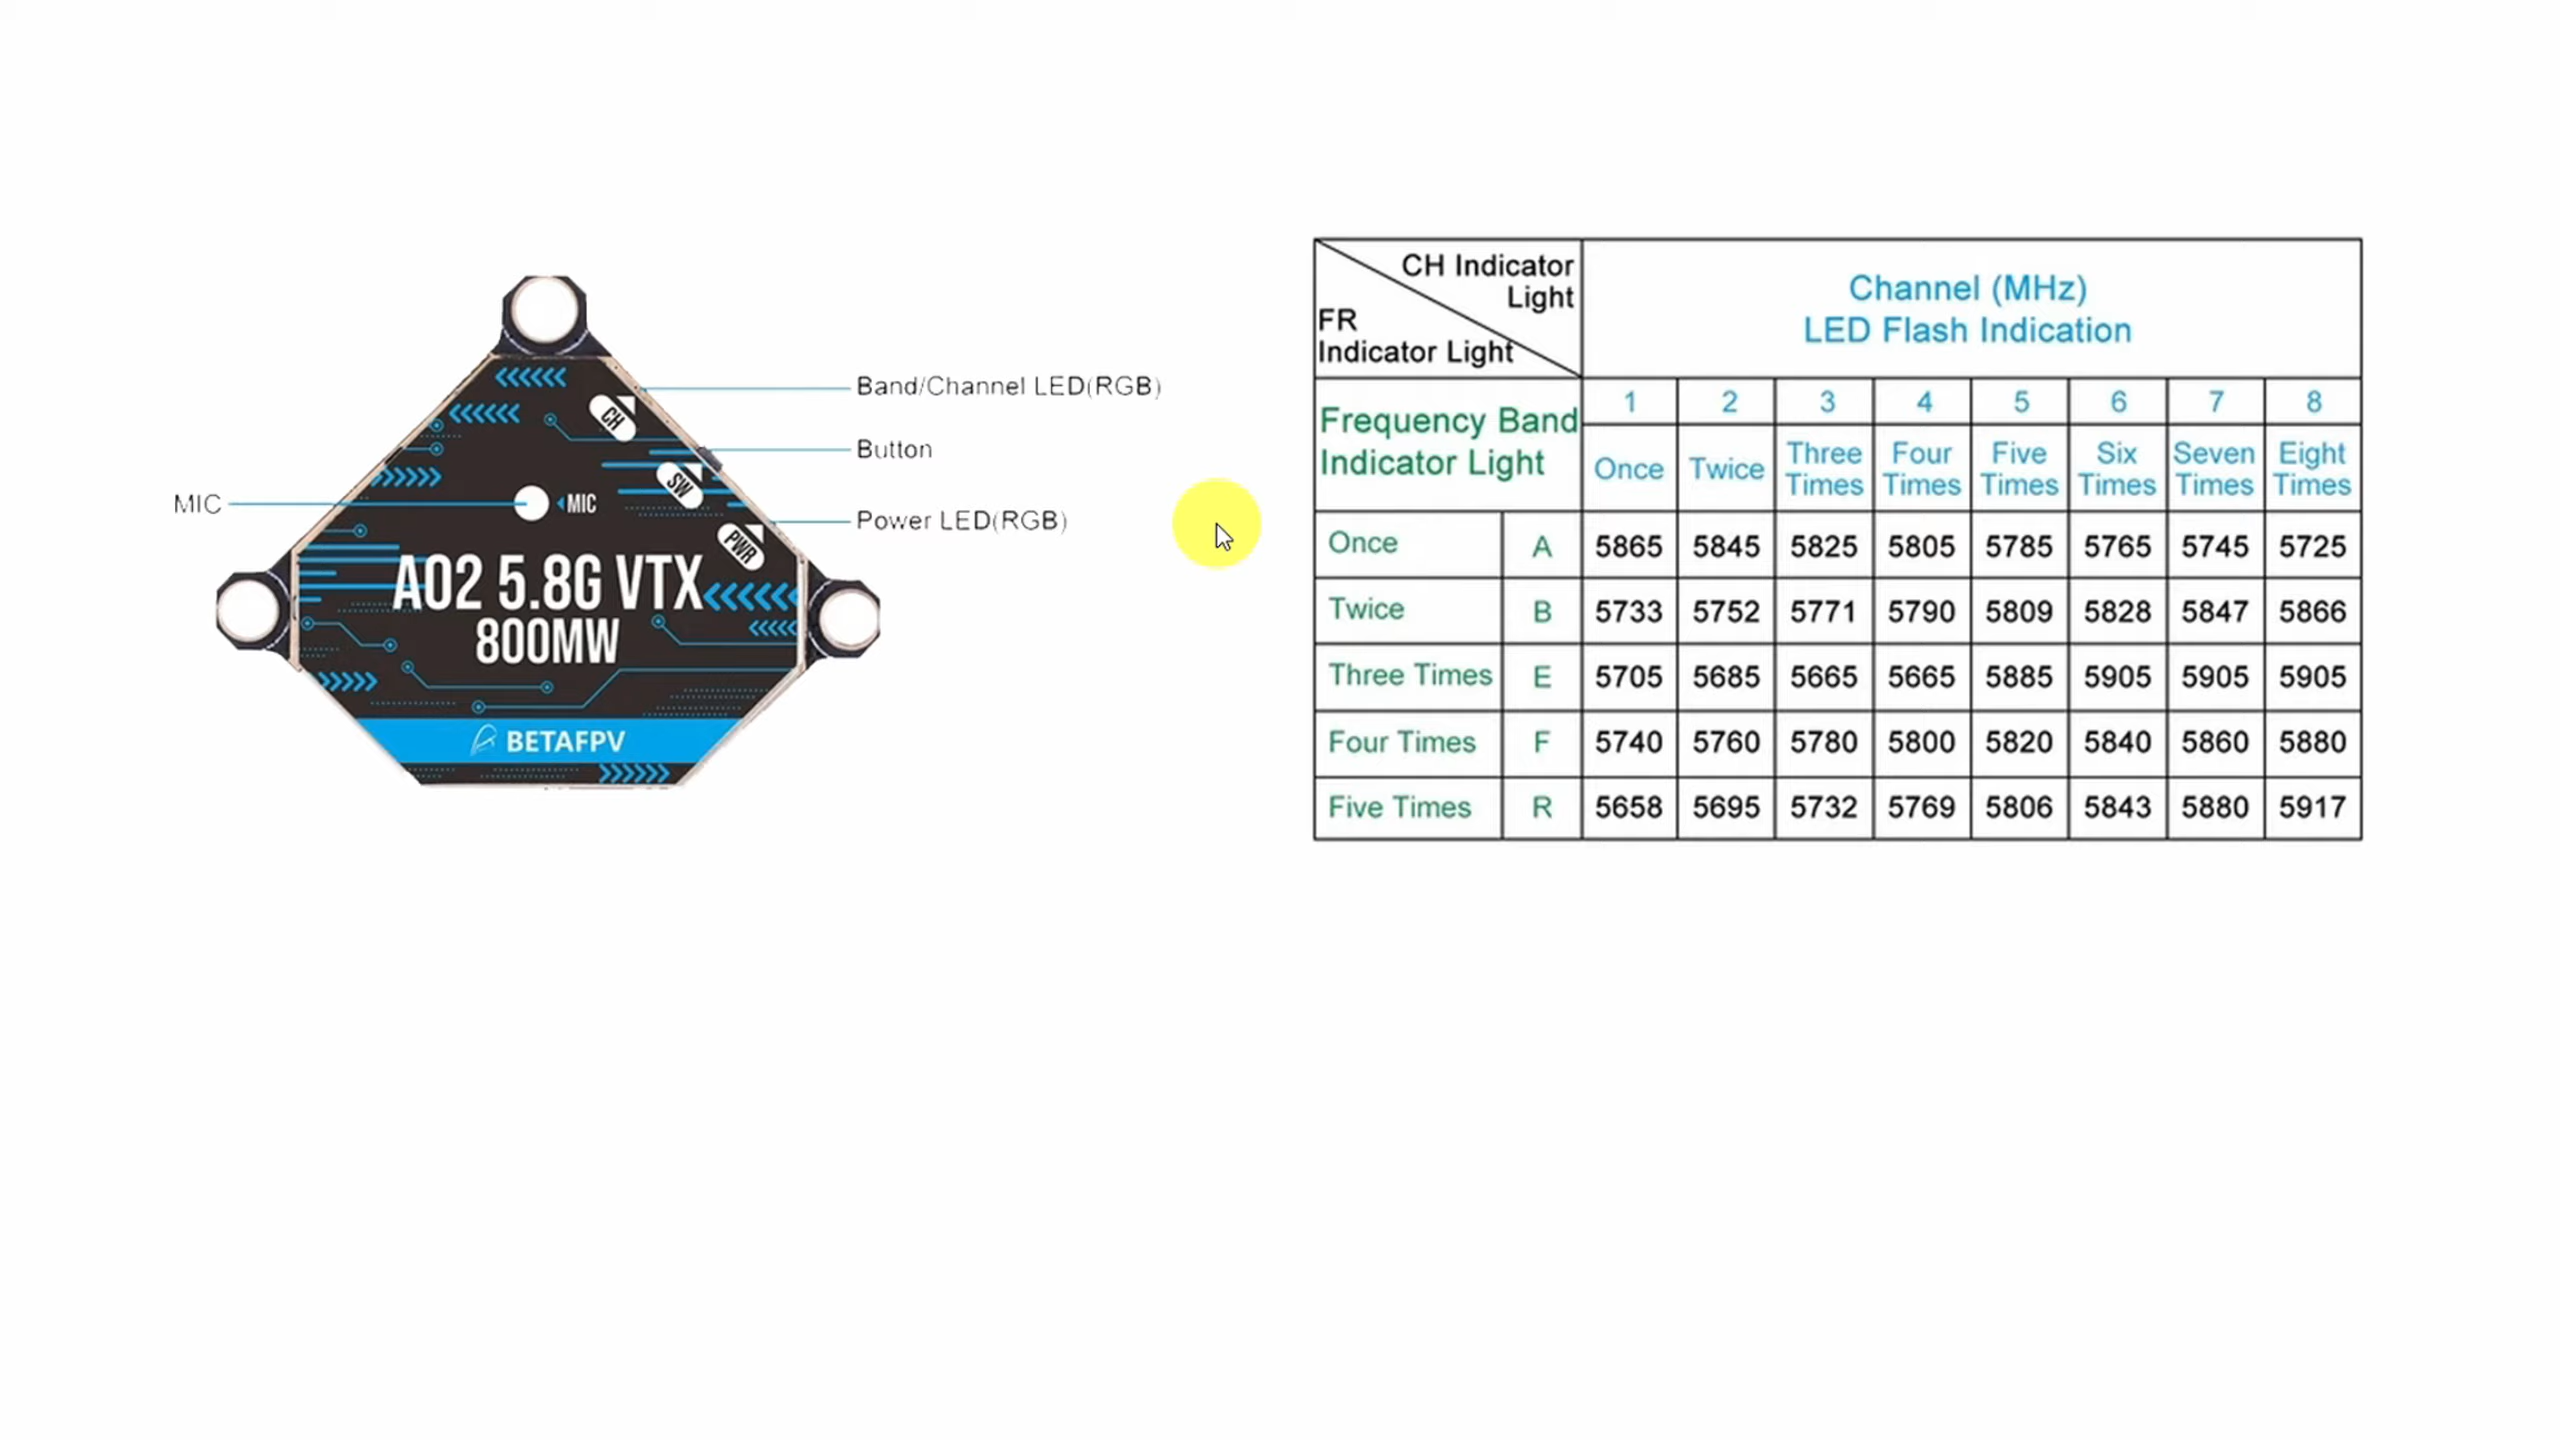 Band/Channel LED(RGB)
Button
Power LED(RGB)
MIC
CH
SW
PWR
MIC
A02 5.8G VTX
800MW
BETAFPV
CH Indicator
Light
FR
Indicator Light
Channel (MHz)
LED Flash Indication
Frequency Band
Indicator Light
1 2 3 4 5 6 7 8
Once Twice Three Times Four Times Five Times Six Times Seven Times Eight Times
Once A 5865 5845 5825 5805 5785 5765 5745 5725
Twice B 5733 5752 5771 5790 5809 5828 5847 5866
Three Times E 5705 5685 5665 5665 5885 5905 5905 5905
Four Times F 5740 5760 5780 5800 5820 5840 5860 5880
Five Times R 5658 5695 5732 5769 5806 5843 5880 5917